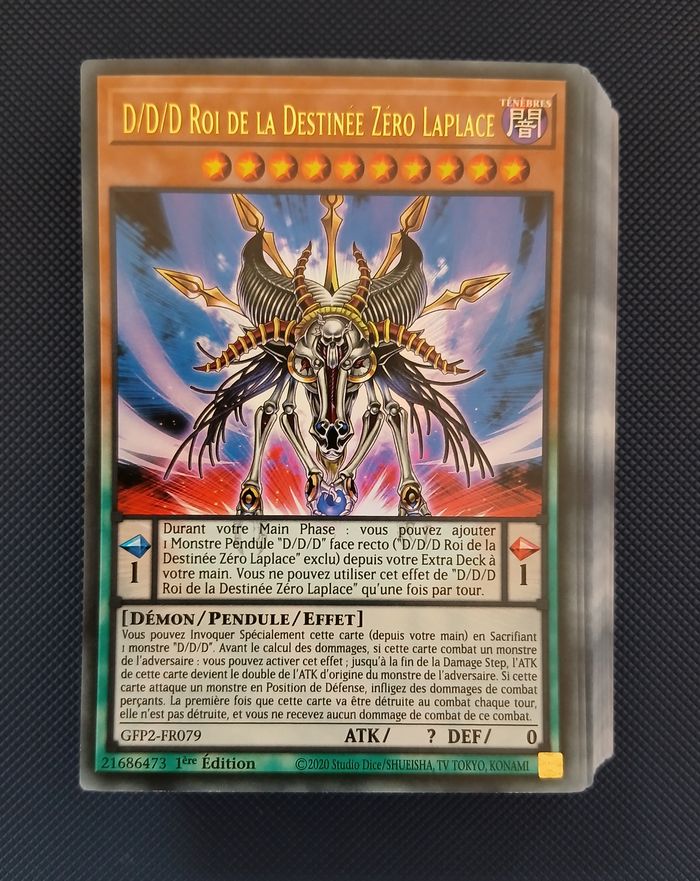 D/D/D Roi de la Destinée Zéro Laplace
TÉNÈBRES
闇
Durant votre Main Phase : vous pouvez ajouter
1 Monstre Pendule "D/D/D" face recto ("D/D/D Roi de la
Destinée Zéro Laplace" exclu) depuis votre Extra Deck à
votre main. Vous ne pouvez utiliser cet effet de "D/D/D
Roi de la Destinée Zéro Laplace" qu'une fois par tour.
1
1
[Démon/Pendule/Effet]
Vous pouvez Invoquer Spécialement cette carte (depuis votre main) en Sacrifiant
1 monstre "D/D/D". Avant le calcul des dommages, si cette carte combat un monstre
de l'adversaire : vous pouvez activer cet effet ; jusqu'à la fin de la Damage Step, l'ATK
de cette carte devient le double de l'ATK d'origine du monstre de l'adversaire. Si cette
carte attaque un monstre en Position de Défense, infligez des dommages de combat
perçants. La première fois que cette carte va être détruite au combat chaque tour,
elle n'est pas détruite, et vous ne recevez aucun dommage de combat de ce combat.
GFP2-FR079 ATK/ ? DEF/ 0
21686473 1ère Édition ©2020 Studio Dice/SHUEISHA, TV TOKYO, KONAMI